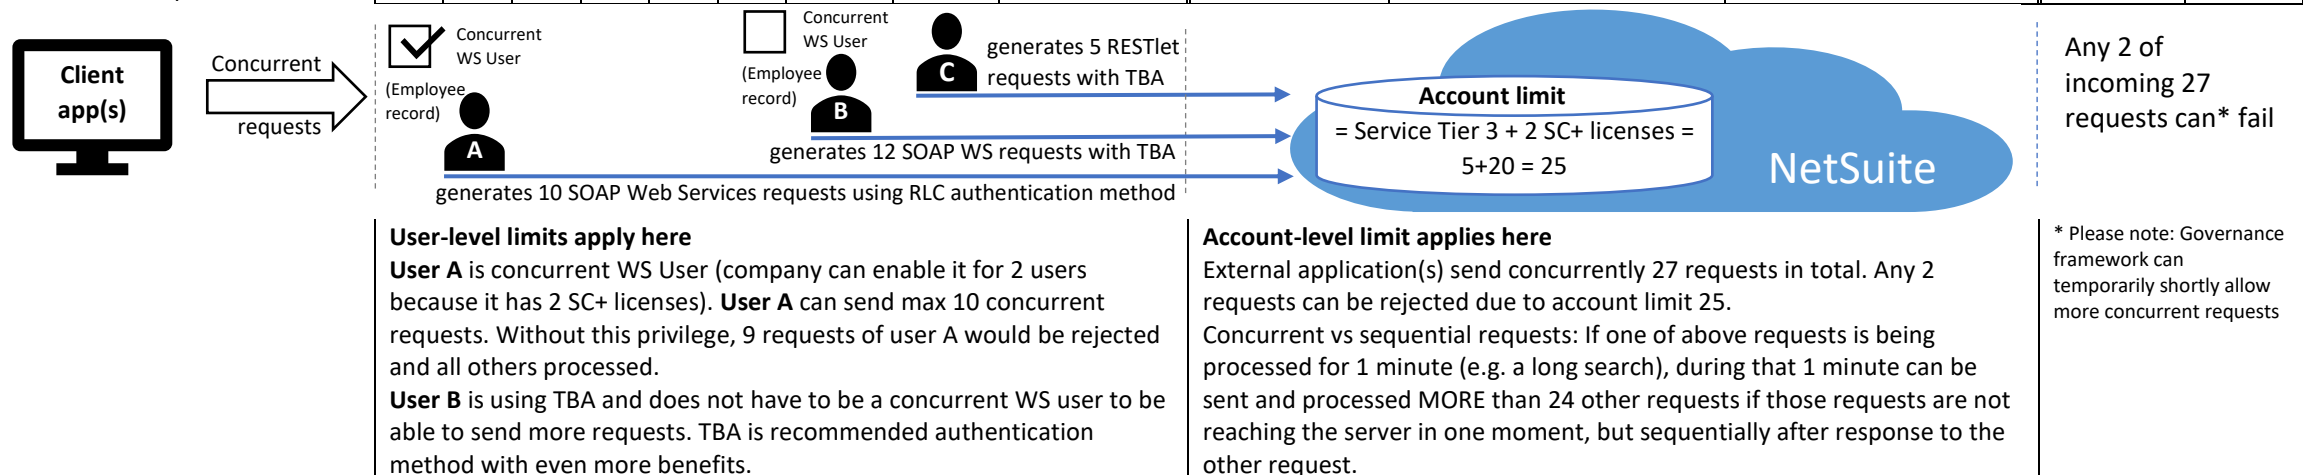 Client
app(s)
Concurrent
requests
Concurrent
WS User
(Employee
record)
A
Concurrent
WS User
(Employee
record)
B
C
generates 5 RESTlet
requests with TBA
generates 12 SOAP WS requests with TBA
generates 10 SOAP Web Services requests using RLC authentication method
Account limit
= Service Tier 3 + 2 SC+ licenses =
5+20 = 25
NetSuite
Any 2 of
incoming 27
requests can* fail
User-level limits apply here
User A is concurrent WS User (company can enable it for 2 users
because it has 2 SC+ licenses). User A can send max 10 concurrent
requests. Without this privilege, 9 requests of user A would be rejected
and all others processed.
User B is using TBA and does not have to be a concurrent WS user to be
able to send more requests. TBA is recommended authentication
method with even more benefits.
Account-level limit applies here
External application(s) send concurrently 27 requests in total. Any 2
requests can be rejected due to account limit 25.
Concurrent vs sequential requests: If one of above requests is being
processed for 1 minute (e.g. a long search), during that 1 minute can be
sent and processed MORE than 24 other requests if those requests are not
reaching the server in one moment, but sequentially after response to the
other request.
* Please note: Governance
framework can
temporarily shortly allow
more concurrent requests